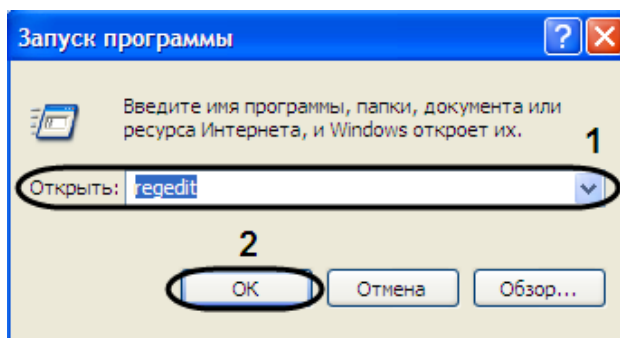 Запуск программы
Введите имя программы, папки, документа или
ресурса Интернета, и Windows откроет их.
1
Открыть: regedit
2
ОК Отмена Обзор...